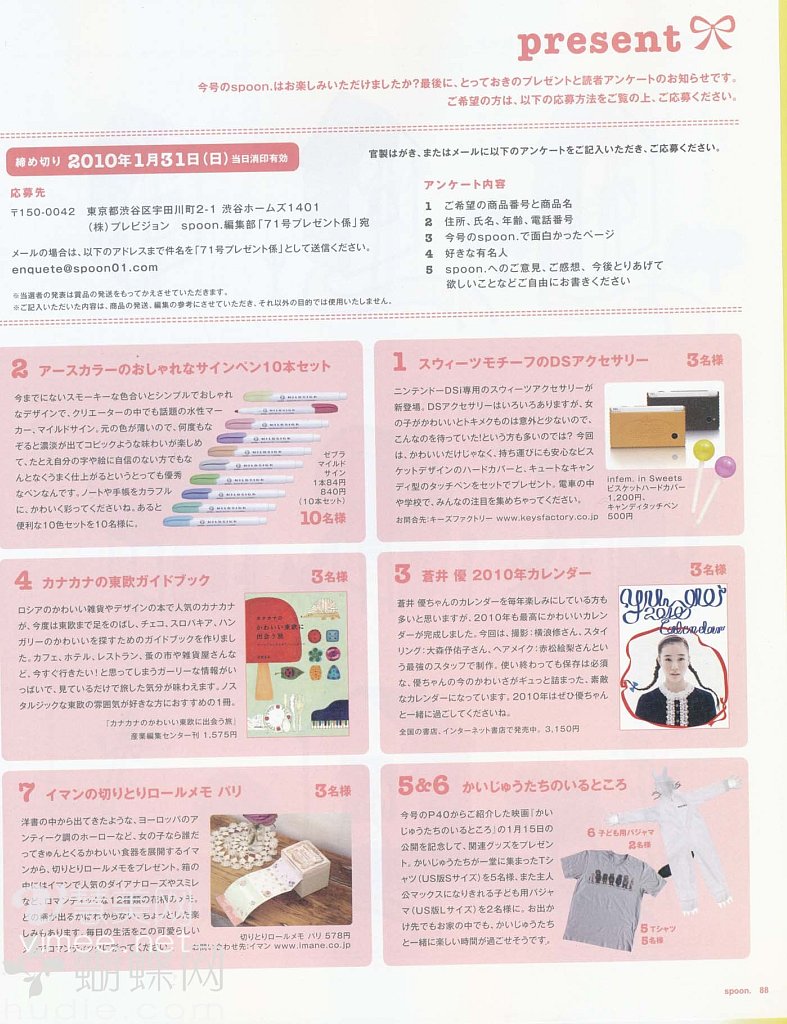 present
今号のspoon.はお楽しみいただけましたか?最後に、とっておきのプレゼントと読者アンケートのお知らせです。
ご希望の方は、以下の応募方法をご覧の上、ご応募ください。
締め切り 2010年1月31日(日)当日消印有効
応募先
〒150-0042 東京都渋谷区宇田川町2-1 渋谷ホームズ1401
(株)プレビジョン spoon.編集部「71号プレゼント係」宛
メールの場合は、以下のアドレスまで件名を「71号プレゼント係」として送信ください。
enquete@spoon01.com
※当選者の発表は賞品の発送をもってかえさせていただきます。
※ご記入いただいた内容は、商品の発送、編集の参考にさせていただき、それ以外の目的では使用いたしません。
官製はがき、またはメールに以下のアンケートをご記入いただき、ご応募ください。
アンケート内容
1 ご希望の商品番号と商品名
2 住所、氏名、年齢、電話番号
3 今号のspoon.で面白かったページ
4 好きな有名人
5 spoon.へのご意見、ご感想、今後とりあげて
欲しいことなどご自由にお書きください
1 スウィーツモチーフのDSアクセサリー 3名様
ニンテンドーDSi専用のスウィーツアクセサリーが
新登場。DSアクセサリーはいろいろありますが、女
の子がかわいいとトキメクものは意外と少ないので、
こんなのを待っていた!という方も多いのでは? 今回
は、かわいいだけじゃなく、持ち運びにも安心なビス
ケットデザインのハードカバーと、キュートなキャン
ディ型のタッチペンをセットでプレゼント。電車の中
や学校で、みんなの注目を集めちゃってください。
お問合先:キーズファクトリー www.keysfactory.co.jp
infem. in Sweets
ビスケットハードカバー
1,200円、
キャンディタッチペン
500円
2 アースカラーのおしゃれなサインペン10本セット
今までにないスモーキーな色合いとシンプルでおしゃれ
なデザインで、クリエーターの中でも話題の水性マー
カー、マイルドサイン。元の色が薄いので、何度もな
ぞると濃淡が出てコピックような味わいが楽しめ
て、たとえ自分の字や絵に自信のない方でもな
んとなくうまく仕上がるというとっても優秀
なペンなんです。ノートや手帳をカラフル
に、かわいく彩ってくださいね。あると
便利な10色セットを10名様に。
ゼブラ
マイルド
サイン
1本84円
840円
(10本セット)
10名様
3 蒼井 優 2010年カレンダー 3名様
蒼井 優ちゃんのカレンダーを毎年楽しみにしている方も
多いと思いますが、2010年も最高にかわいいカレン
ダーが完成しました。今回は、撮影:横浪修さん、スタイ
リング:大森伃佑子さん、ヘアメイク:赤松絵梨さんと
いう最強のスタッフで制作。使い終わっても保存は必須
な、優ちゃんの今のかわいさがギュっと詰まった、素敵
なカレンダーになっています。2010年はぜひ優ちゃん
と一緒に過ごしてくださいね。
全国の書店、インターネット書店で発売中。3,150円
Yu Aoi
2010
Calendar
4 カナカナの東欧ガイドブック 3名様
ロシアのかわいい雑貨やデザインの本で人気のカナカナ
が、今度は東欧まで足をのばし、チェコ、スロバキア、ハン
ガリーのかわいいを探すためのガイドブックを作りまし
た。カフェ、ホテル、レストラン、蚤の市や雑貨屋さんな
ど、今すぐ行きたい!と思ってしまうガーリーな情報がい
っぱいで、見ているだけで旅した気分が味わえます。ノス
タルジックな東欧の雰囲気が好きな方におすすめの1冊。
『カナカナのかわいい東欧に出会う旅』
産業編集センター刊 1,575円
カナカナの
かわいい東欧に
出会う旅
5&6 かいじゅうたちのいるところ
今号のP40からご紹介した映画「かい
じゅうたちのいるところ」の1月15日の
公開を記念して、関連グッズをプレゼン
ト。かいじゅうたちが一堂に集まったTシ
ャツ(US版Sサイズ)を5名様、また主人
公マックスになりきれる子ども用パジャ
マ(US版Lサイズ)を2名様に。お出か
け先でもお家の中でも、かいじゅうたち
と一緒に楽しい時間が過ごせそうです。
6 子ども用パジャマ
2名様
5 Tシャツ
5名様
7 イマンの切りとりロールメモ パリ 3名様
洋書の中から出てきたような、ヨーロッパのア
ンティーク調のホーローなど、女の子なら誰だ
ってきゅんとくるかわいい食器を展開するイマ
ンから、切りとりロールメモをプレゼント。箱の
中にはイマンで人気のダイアナローズやスミレ
など、ロマンティックな12種類の花柄のメモ。
どの柄が出るかはわからない、ちょっとした楽
しみもあります。毎日の生活をこの可愛らしい
切りとりロールメモ パリ 578円
お問い合わせ先:イマン www.imane.co.jp
yimee.net
蝴蝶网
hudie.com
spoon. 88